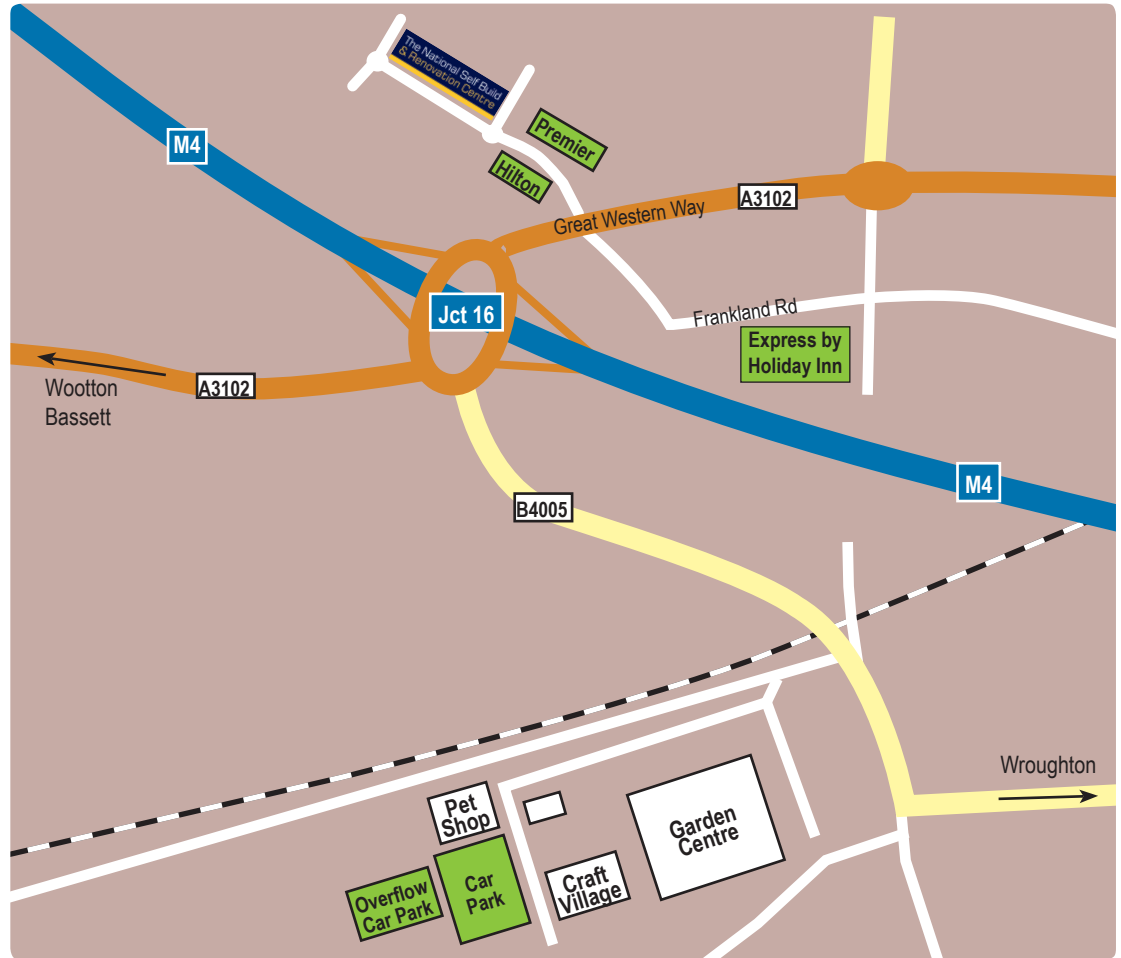 The National Self Build
& Renovation Centre
M4
Premier
Hilton
A3102
Great Western Way
Jct 16
Frankland Rd
Express by
Holiday Inn
Wootton
Bassett
A3102
M4
B4005
Wroughton
Pet
Shop
Garden
Centre
Car
Park
Craft
Village
Overflow
Car Park